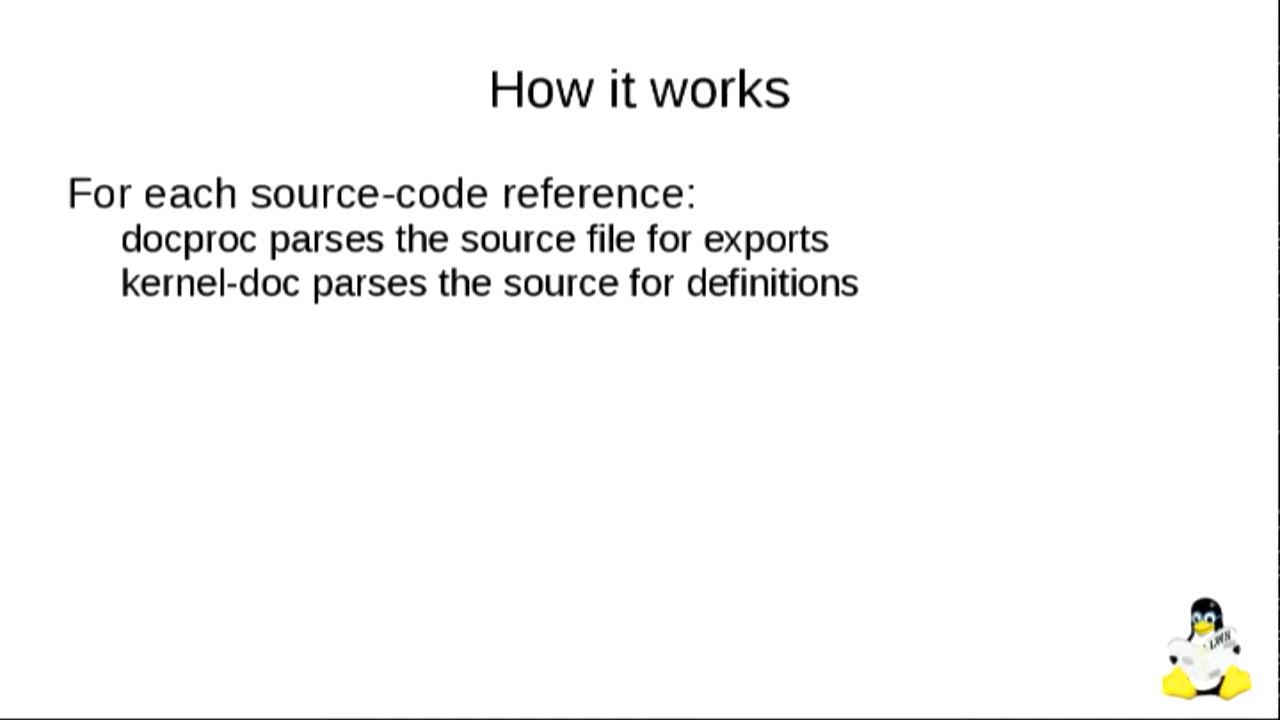 How it works
For each source-code reference:
docproc parses the source file for exports
kernel-doc parses the source for definitions
LWN